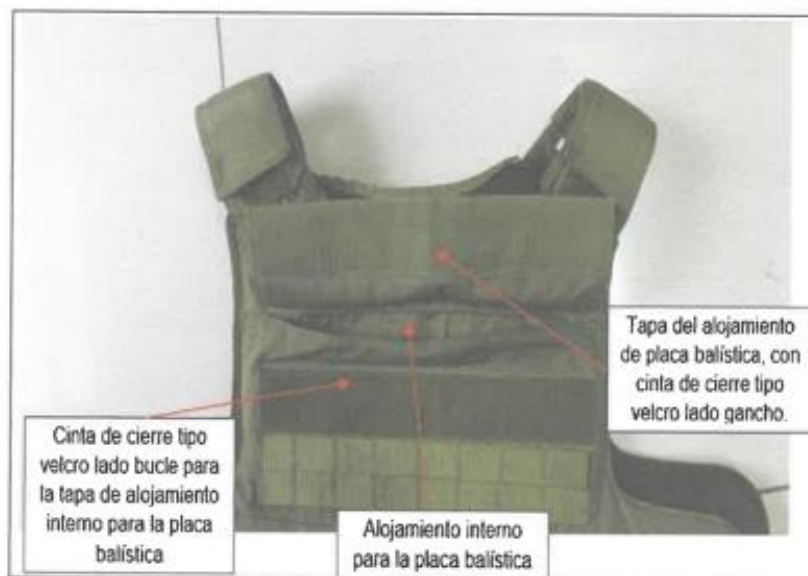 Tapa del alojamiento
de placa balística, con
cinta de cierre tipo
velcro lado gancho.
Cinta de cierre tipo
velcro lado bucle para
la tapa de alojamiento
interno para la placa
balística
Alojamiento interno
para la placa balística